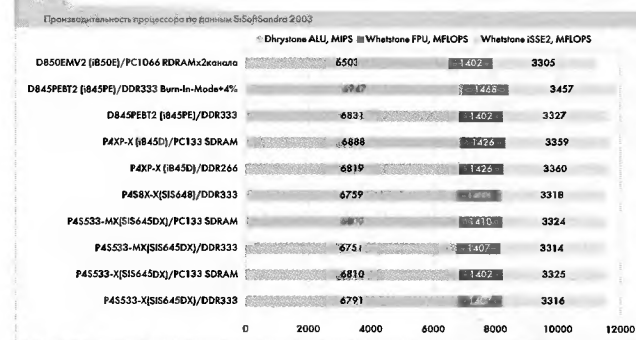 Производительность процессора по данным SiSoftSandra 2003
Dhrystone ALU, MIPS Whetstone FPU, MFLOPS Whetstone iSSE2, MFLOPS
D850EMV2 (i850E)/PC1066 RDRAMx2канала 6503 1402 3305
D845PEBT2 (i845PE)/DDR333 Burn-In-Mode+4% 6947 1468 3457
D845PEBT2 (i845PE)/DDR333 6831 1402 3327
P4XP-X (iB45D)/PC133 SDRAM 6888 1426 3359
P4XP-X (iB45D)/DDR266 6819 1426 3360
P4S8X-X(SIS648)/DDR333 6759 3318
P4S533-MX(SIS645DX)/PC133 SDRAM 1410 3324
P4S533-MX(SIS645DX)/DDR333 6751 1407 3314
P4S533-X(SIS645DX)/PC133 SDRAM 6810 1402 3325
P4S533-X(SIS645DX)/DDR333 6791 3316
0 2000 4000 6000 8000 10000 12000